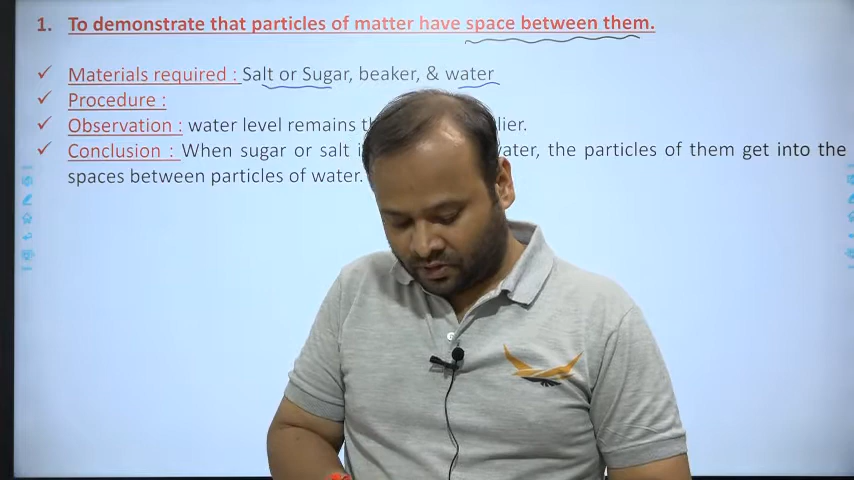 1. To demonstrate that particles of matter have space between them.
✓ Materials required : Salt or Sugar, beaker, & water
✓ Procedure :
✓ Observation : water level remains lier.
✓ Conclusion : When sugar or salt ater, the particles of them get into the
spaces between particles of water.